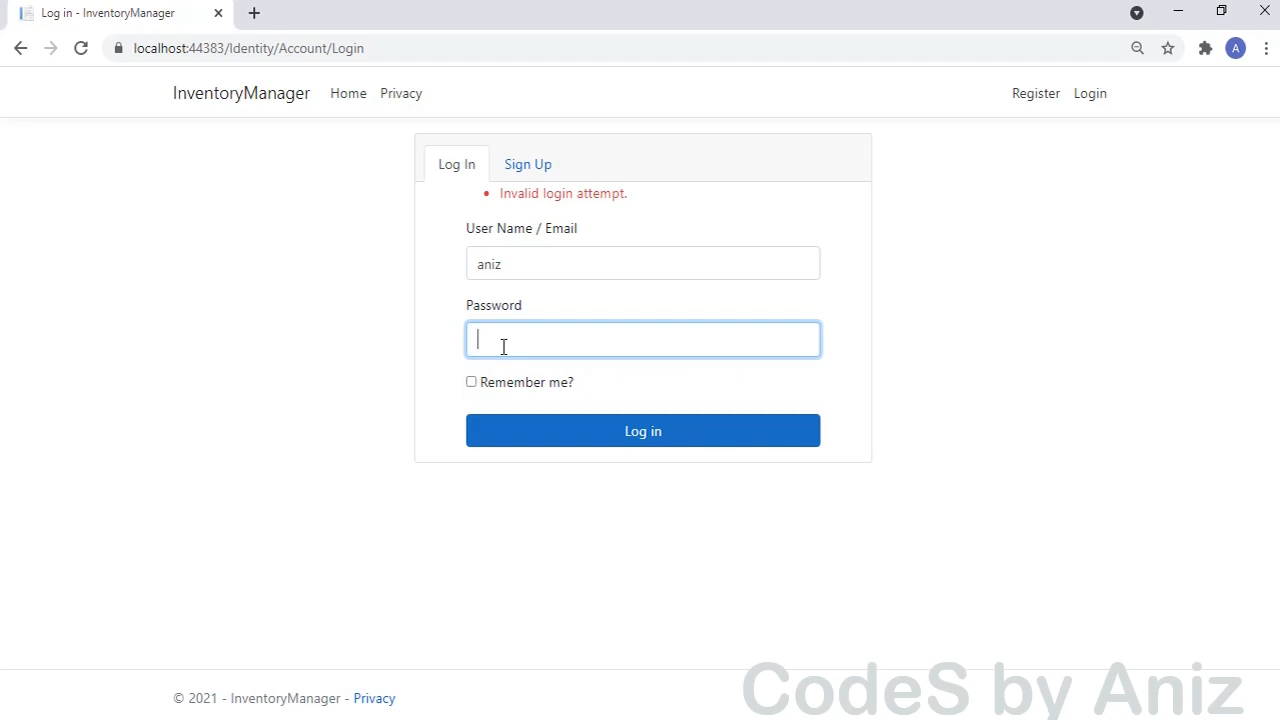 Log in - InventoryManager
localhost:44383/Identity/Account/Login
A
InventoryManager Home Privacy Register Login
Log In Sign Up
Invalid login attempt.
User Name / Email
aniz
Password
Remember me?
Log in
© 2021 - InventoryManager - Privacy
CodeS by Aniz